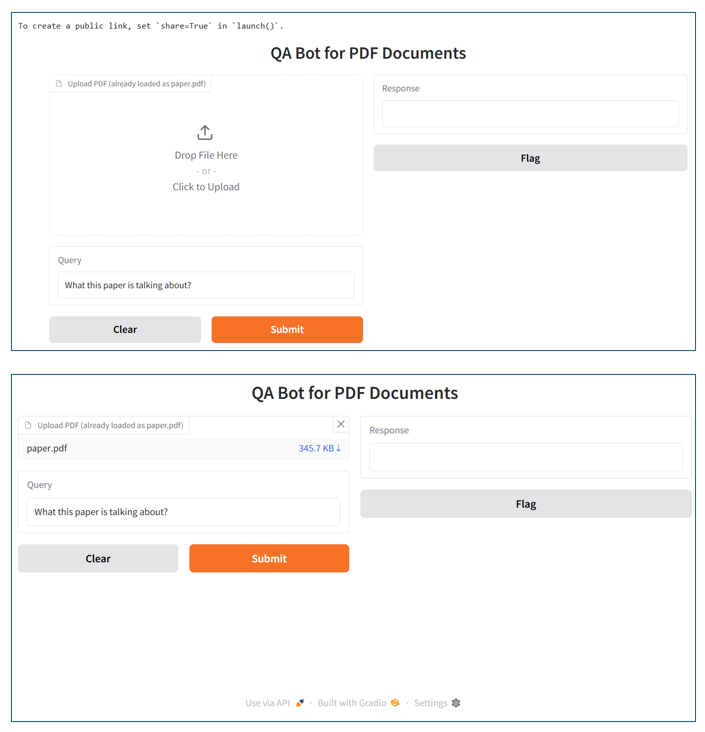 To create a public link, set `share=True` in `launch()`.
QA Bot for PDF Documents
Upload PDF (already loaded as paper.pdf)
Drop File Here
- or -
Click to Upload
Query
What this paper is talking about?
Clear
Submit
Response
Flag
QA Bot for PDF Documents
Upload PDF (already loaded as paper.pdf)
paper.pdf 345.7 KB ↓
Query
What this paper is talking about?
Clear
Submit
Response
Flag
Use via API · Built with Gradio · Settings